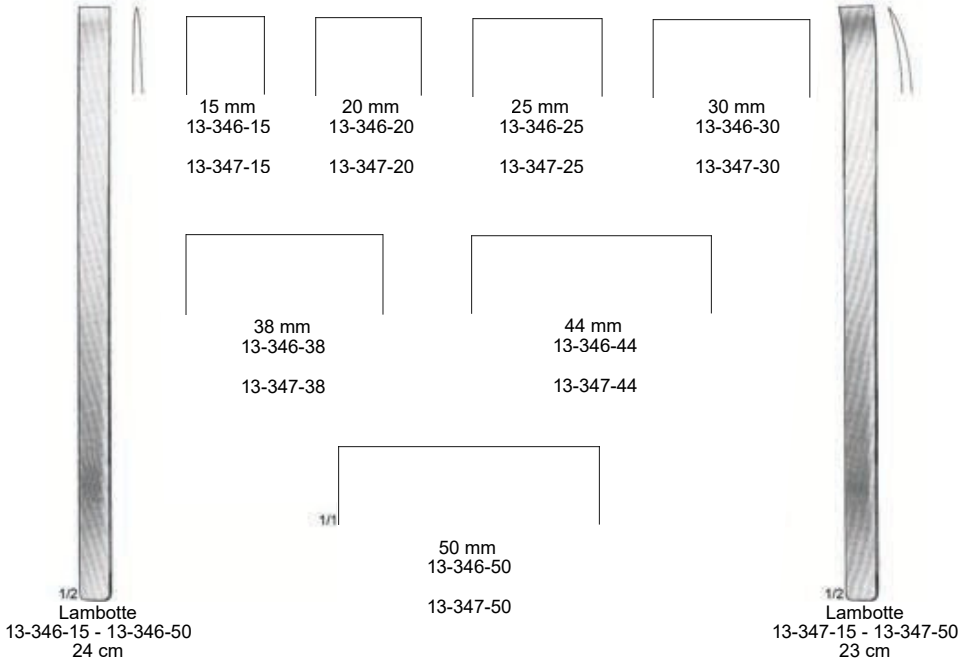 15 mm
13-346-15
13-347-15
20 mm
13-346-20
13-347-20
25 mm
13-346-25
13-347-25
30 mm
13-346-30
13-347-30
38 mm
13-346-38
13-347-38
44 mm
13-346-44
13-347-44
1/1
50 mm
13-346-50
13-347-50
1/2
Lambotte
13-346-15 - 13-346-50
24 cm
1/2
Lambotte
13-347-15 - 13-347-50
23 cm